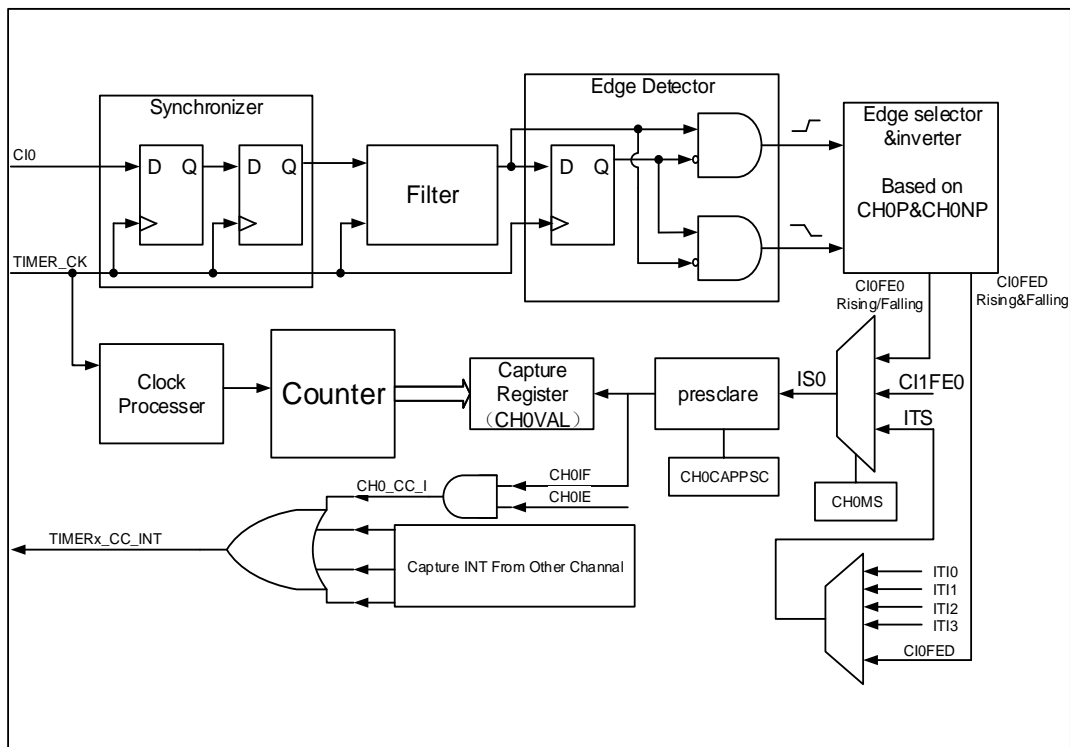 Synchronizer
Edge Detector
Edge selector
&inverter
Based on
CH0P&CH0NP
CI0
D Q
D Q
Filter
D Q
TIMER_CK
CI0FE0
Rising/Falling
CI0FED
Rising&Falling
Clock
Processer
Counter
Capture
Register
（CH0VAL）
presclare
IS0
CI1FE0
ITS
CH0CAPPSC
CH0MS
CH0IF
CH0_CC_I
CH0IE
TIMERx_CC_INT
Capture INT From Other Channal
ITI0
ITI1
ITI2
ITI3
CI0FED